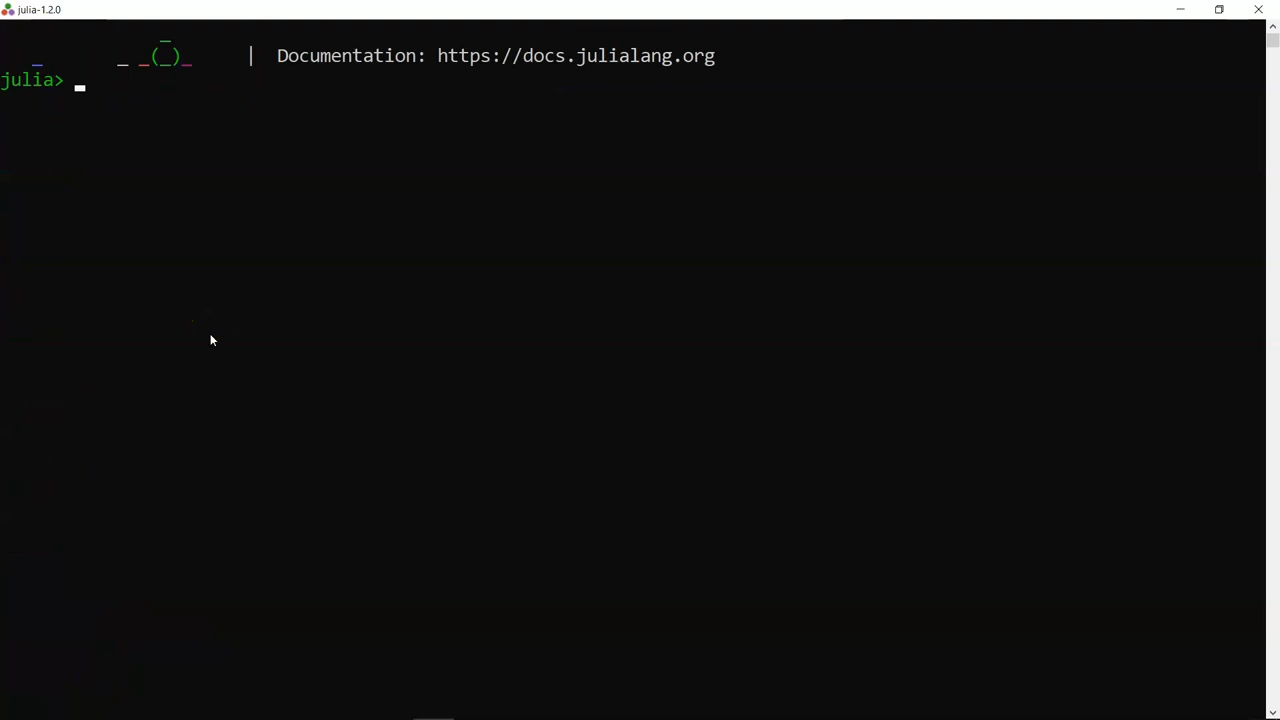 julia-1.2.0
_
_ _ _(_)_ | Documentation: https://docs.julialang.org
julia>